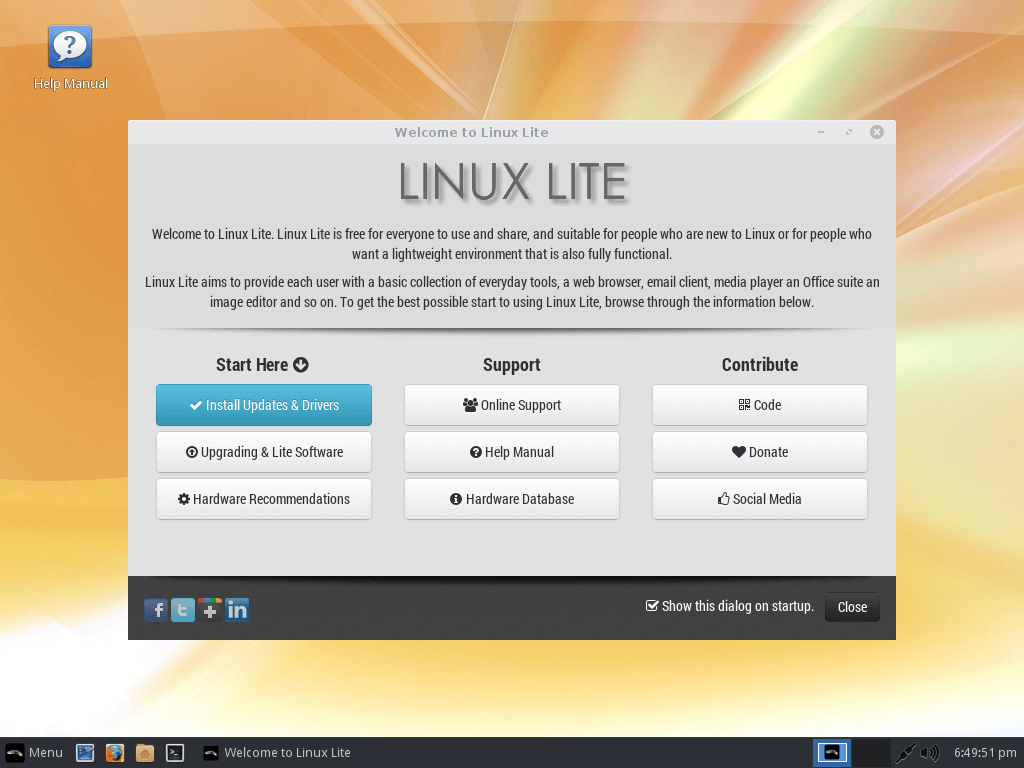 Help Manual
Welcome to Linux Lite
LINUX LITE
Welcome to Linux Lite. Linux Lite is free for everyone to use and share, and suitable for people who are new to Linux or for people who
want a lightweight environment that is also fully functional.
Linux Lite aims to provide each user with a basic collection of everyday tools, a web browser, email client, media player an Office suite an
image editor and so on. To get the best possible start to using Linux Lite, browse through the information below.
Start Here
Install Updates & Drivers
Upgrading & Lite Software
Hardware Recommendations
Support
Online Support
Help Manual
Hardware Database
Contribute
Code
Donate
Social Media
Show this dialog on startup.
Close
Menu
Welcome to Linux Lite
6:49:51 pm